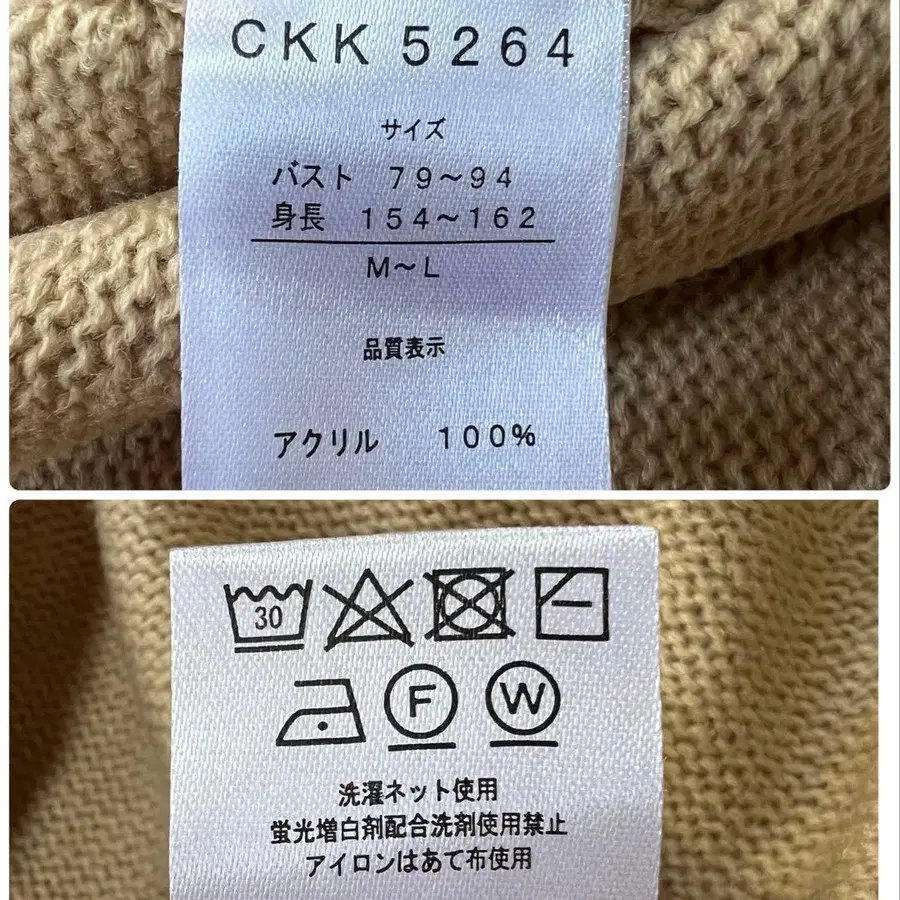 CKK 5264
サイズ
バスト 79～94
身長 154～162
M～L
品質表示
アクリル 100%
30
F W
洗濯ネット使用
蛍光増白剤配合洗剤使用禁止
アイロンはあて布使用